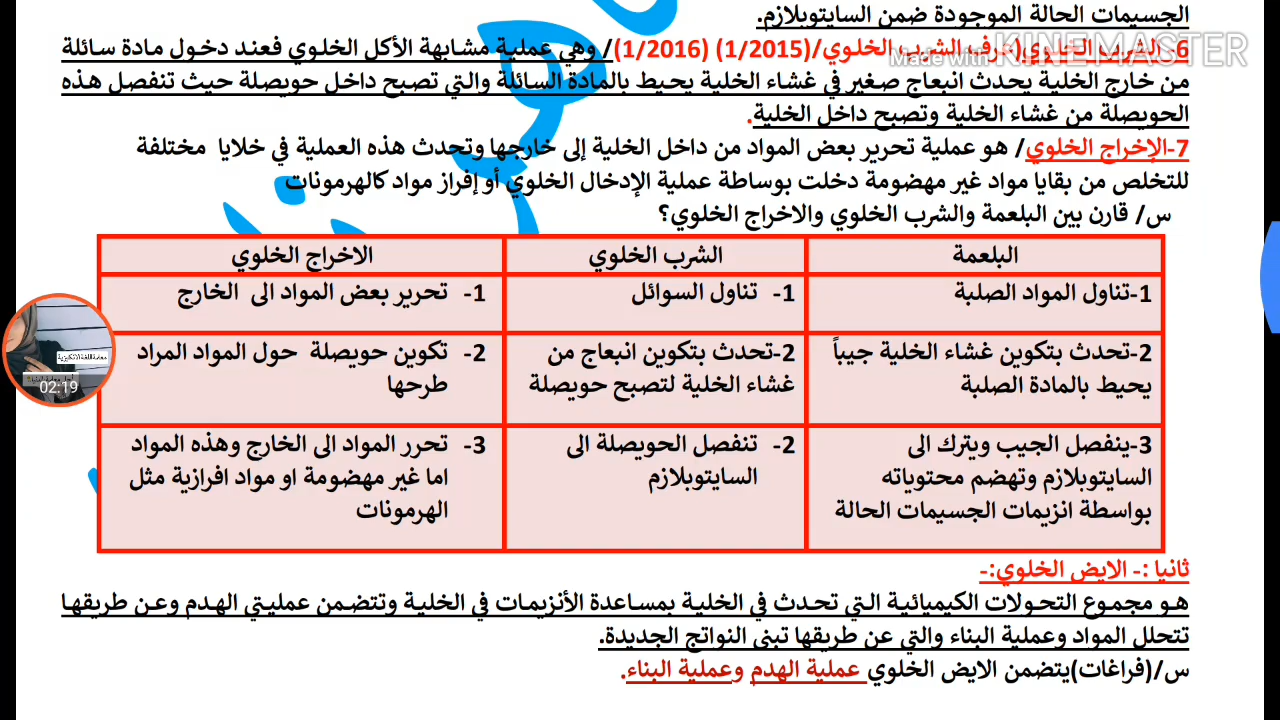 الجسيمات الحالة الموجودة ضمن السايتوبلازم.
6- الشرب الخلوي(عرف الشرب الخلوي/(1/2015) (1/2016)/ وهي عملية مشابهة الأكل الخلوي فعند دخول مادة سائلة
Made with KINEMASTER
من خارج الخلية يحدث انبعاج صغير في غشاء الخلية يحيط بالمادة السائلة والتي تصبح داخل حويصلة حيث تنفصل هذه
الحويصلة من غشاء الخلية وتصبح داخل الخلية.
7-الإخراج الخلوي/ هو عملية تحرير بعض المواد من داخل الخلية إلى خارجها وتحدث هذه العملية في خلايا مختلفة
للتخلص من بقايا مواد غير مهضومة دخلت بوساطة عملية الإدخال الخلوي أو إفراز مواد كالهرمونات
س/ قارن بين البلعمة والشرب الخلوي والاخراج الخلوي؟
البلعمة الشرب الخلوي الاخراج الخلوي
1-تناول المواد الصلبة 1- تناول السوائل 1- تحرير بعض المواد الى الخارج
2-تحدث بتكوين غشاء الخلية جيباً 2-تحدث بتكوين انبعاج من 2- تكوين حويصلة حول المواد المراد
يحيط بالمادة الصلبة غشاء الخلية لتصبح حويصلة طرحها
3-ينفصل الجيب ويترك الى 2- تنفصل الحويصلة الى 3- تحرر المواد الى الخارج وهذه المواد
السايتوبلازم وتهضم محتوياته السايتوبلازم اما غير مهضومة او مواد افرازية مثل
بواسطة انزيمات الجسيمات الحالة الهرمونات
02:19
ثانيا :- الايض الخلوي:-
هو مجموع التحولات الكيميائية التي تحدث في الخلية بمساعدة الأنزيمات في الخلية وتتضمن عمليتي الهدم وعن طريقها
تتحلل المواد وعملية البناء والتي عن طريقها تبنى النواتج الجديدة.
س/(فراغات)يتضمن الايض الخلوي عملية الهدم وعملية البناء.